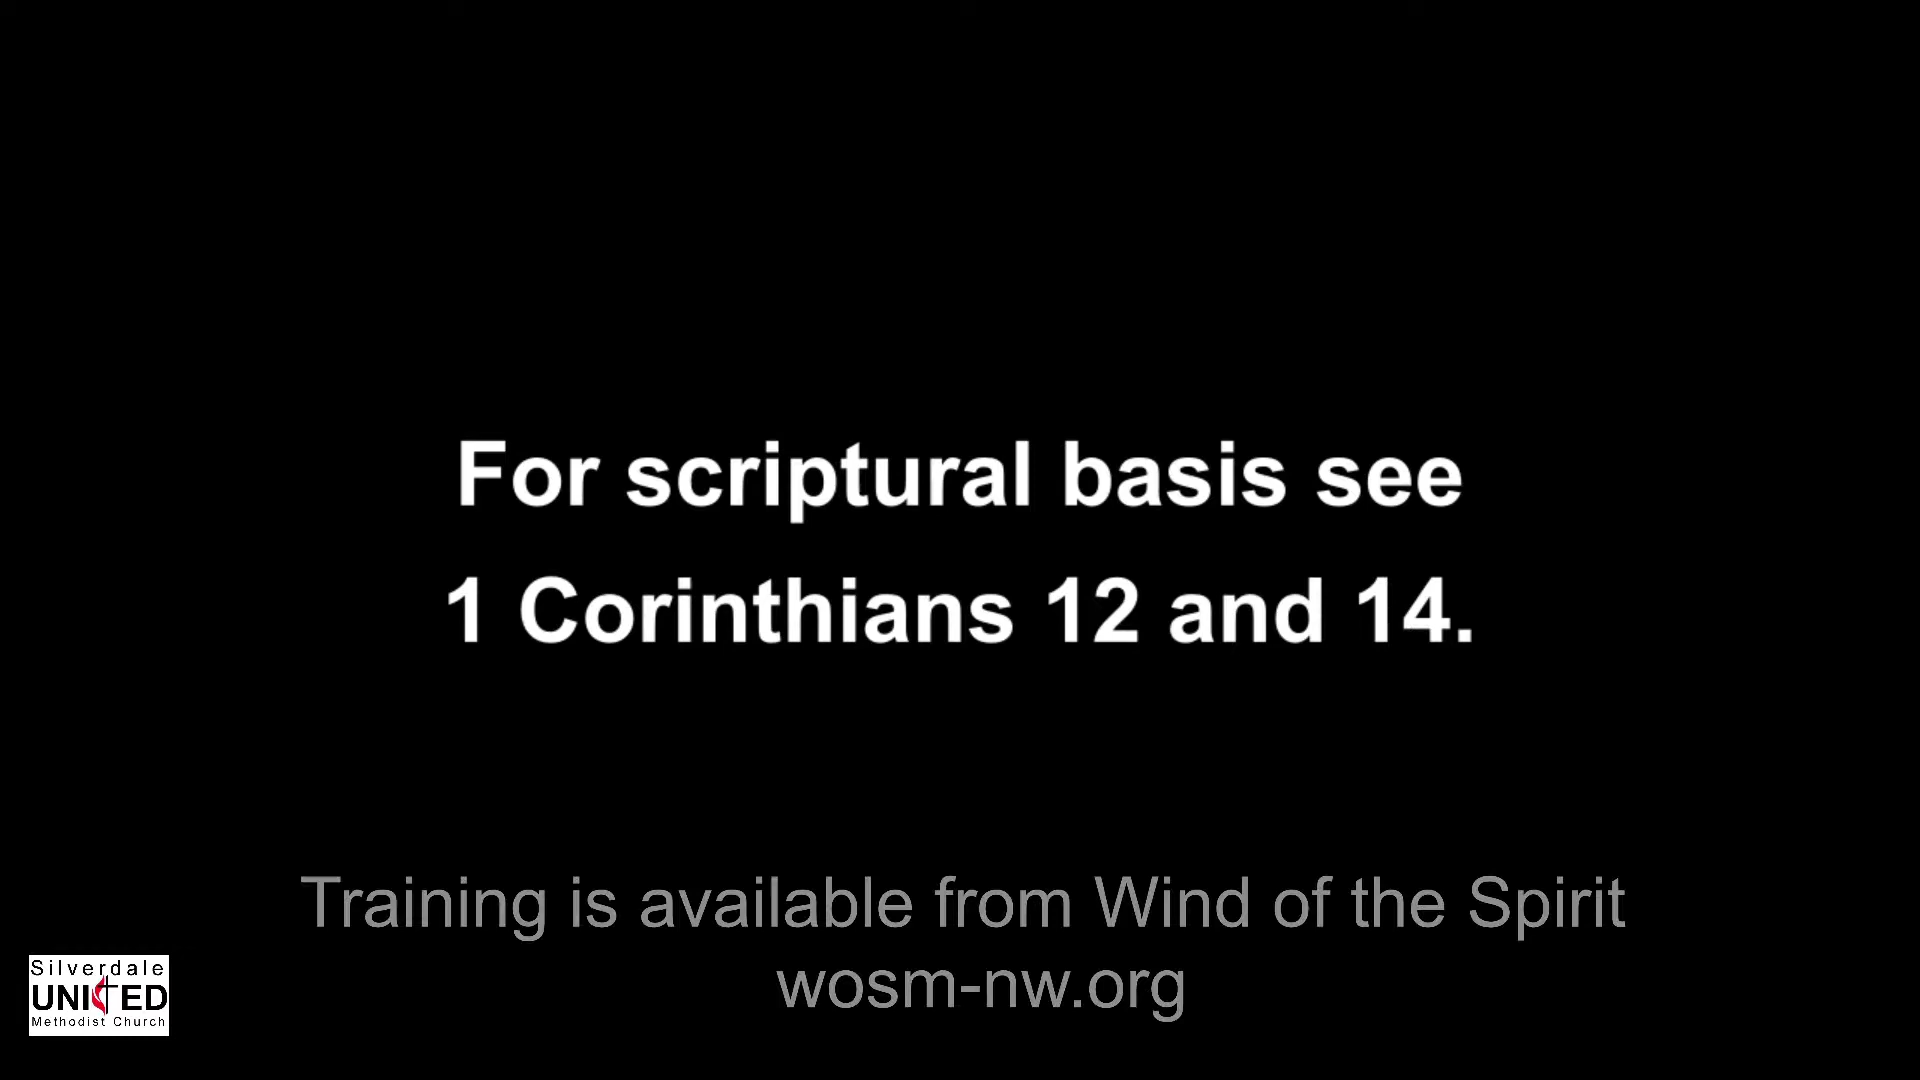 For scriptural basis see
1 Corinthians 12 and 14.
Training is available from Wind of the Spirit
wosm-nw.org
Silverdale
UNITED
Methodist Church